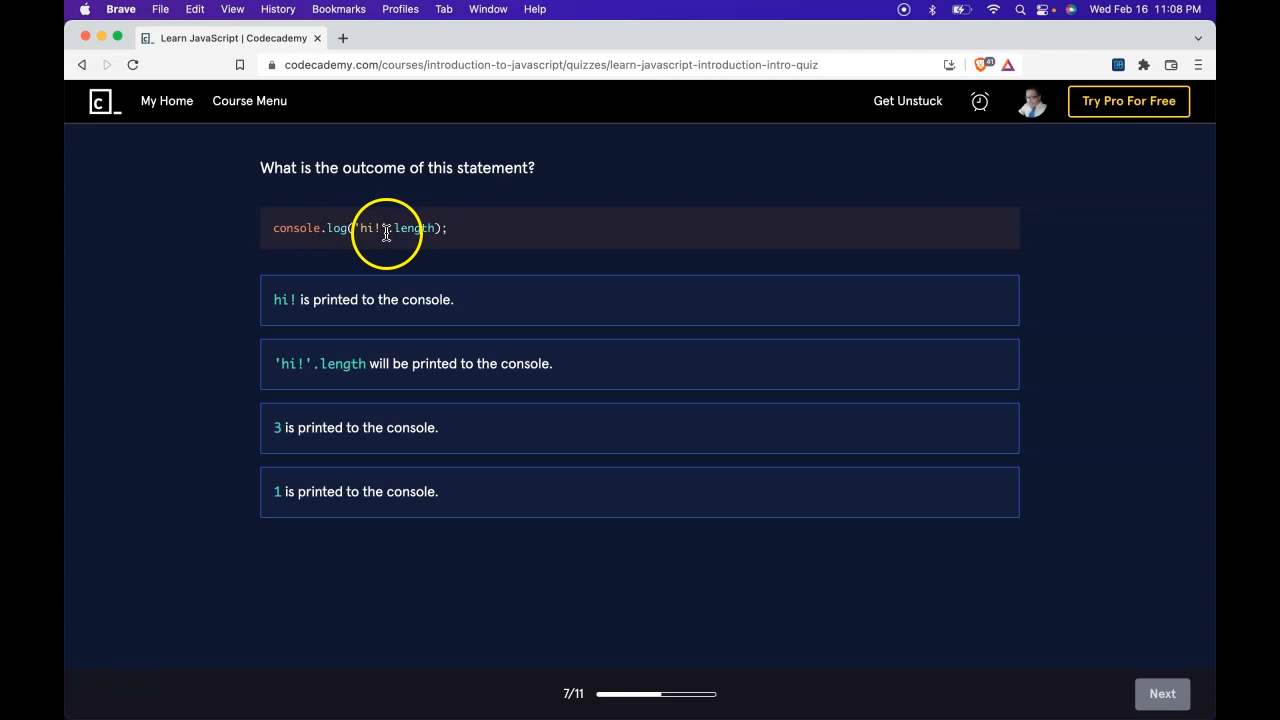 Brave File Edit View History Bookmarks Profiles Tab Window Help Wed Feb 16 11:08 PM
Learn JavaScript | Codecademy
codecademy.com/courses/introduction-to-javascript/quizzes/learn-javascript-introduction-intro-quiz 41
c_ My Home Course Menu Get Unstuck Try Pro For Free
What is the outcome of this statement?
console.log('hi!'.length);
hi! is printed to the console.
'hi!'.length will be printed to the console.
3 is printed to the console.
1 is printed to the console.
7/11 Next